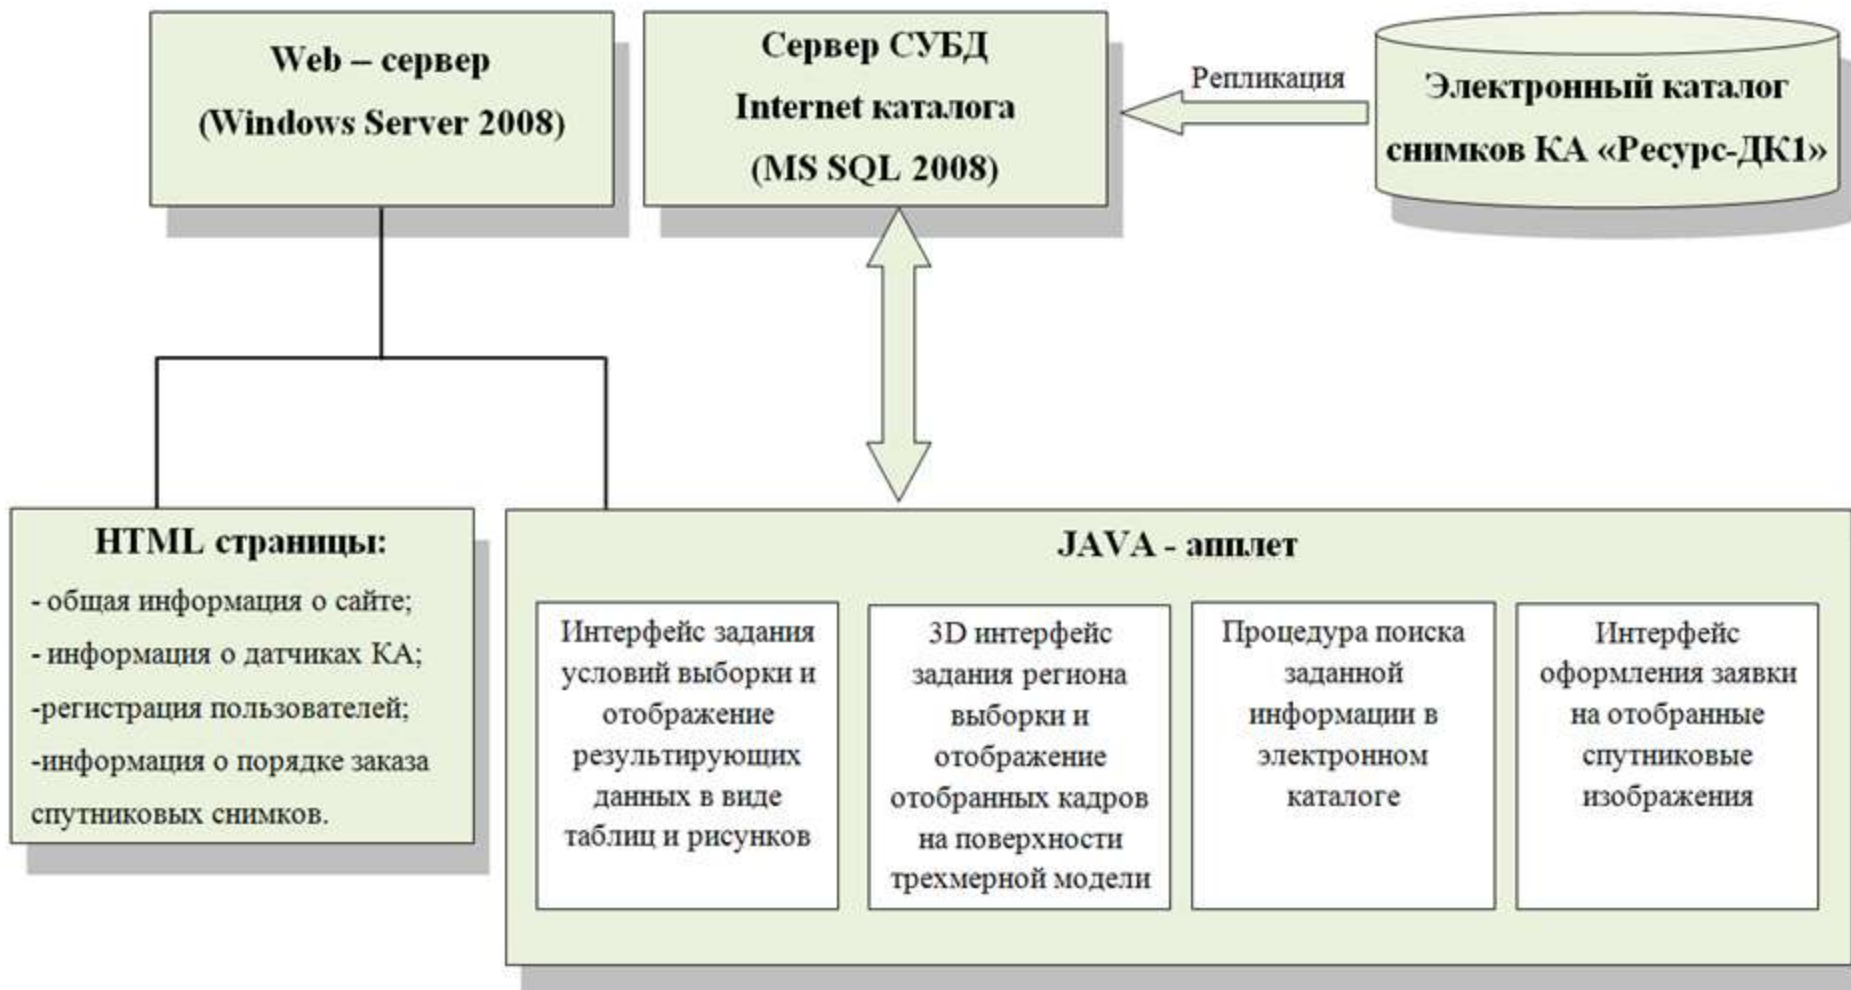 Web – сервер
(Windows Server 2008)
Сервер СУБД
Internet каталога
(MS SQL 2008)
Репликация
Электронный каталог
снимков КА «Ресурс-ДК1»
HTML страницы:
- общая информация о сайте;
- информация о датчиках КА;
-регистрация пользователей;
-информация о порядке заказа
спутниковых снимков.
JAVA - апплет
Интерфейс задания
условий выборки и
отображение
результирующих
данных в виде
таблиц и рисунков
3D интерфейс
задания региона
выборки и
отображение
отобранных кадров
на поверхности
трехмерной модели
Процедура поиска
заданной
информации в
электронном
каталоге
Интерфейс
оформления заявки
на отобранные
спутниковые
изображения